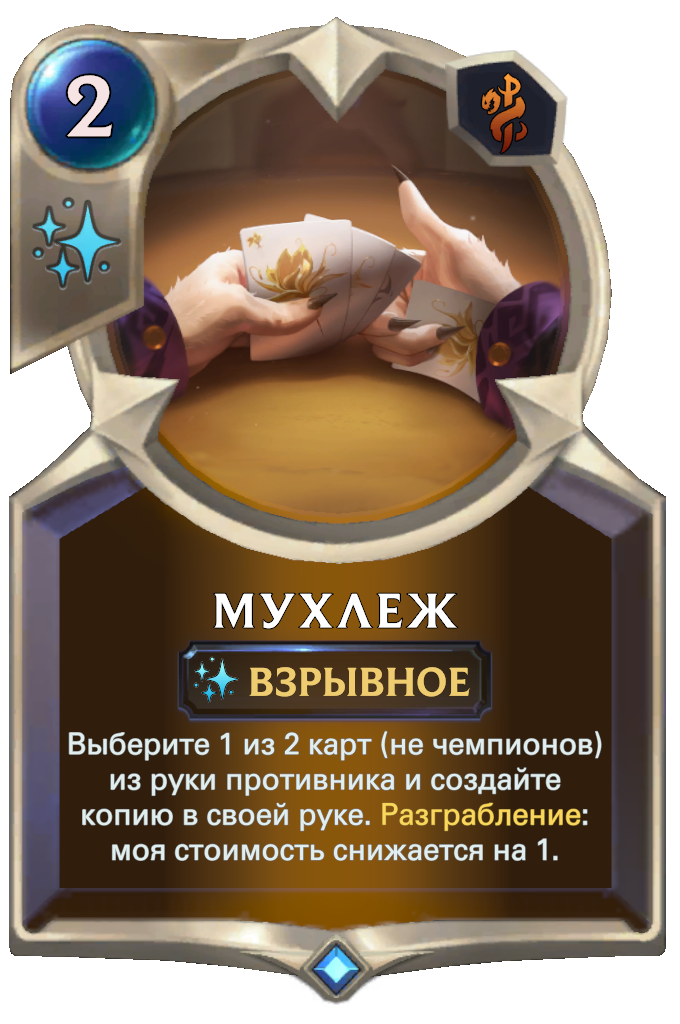 2
МУХЛЕЖ
ВЗРЫВНОЕ
Выберите 1 из 2 карт (не чемпионов)
из руки противника и создайте
копию в своей руке. Разграбление:
моя стоимость снижается на 1.